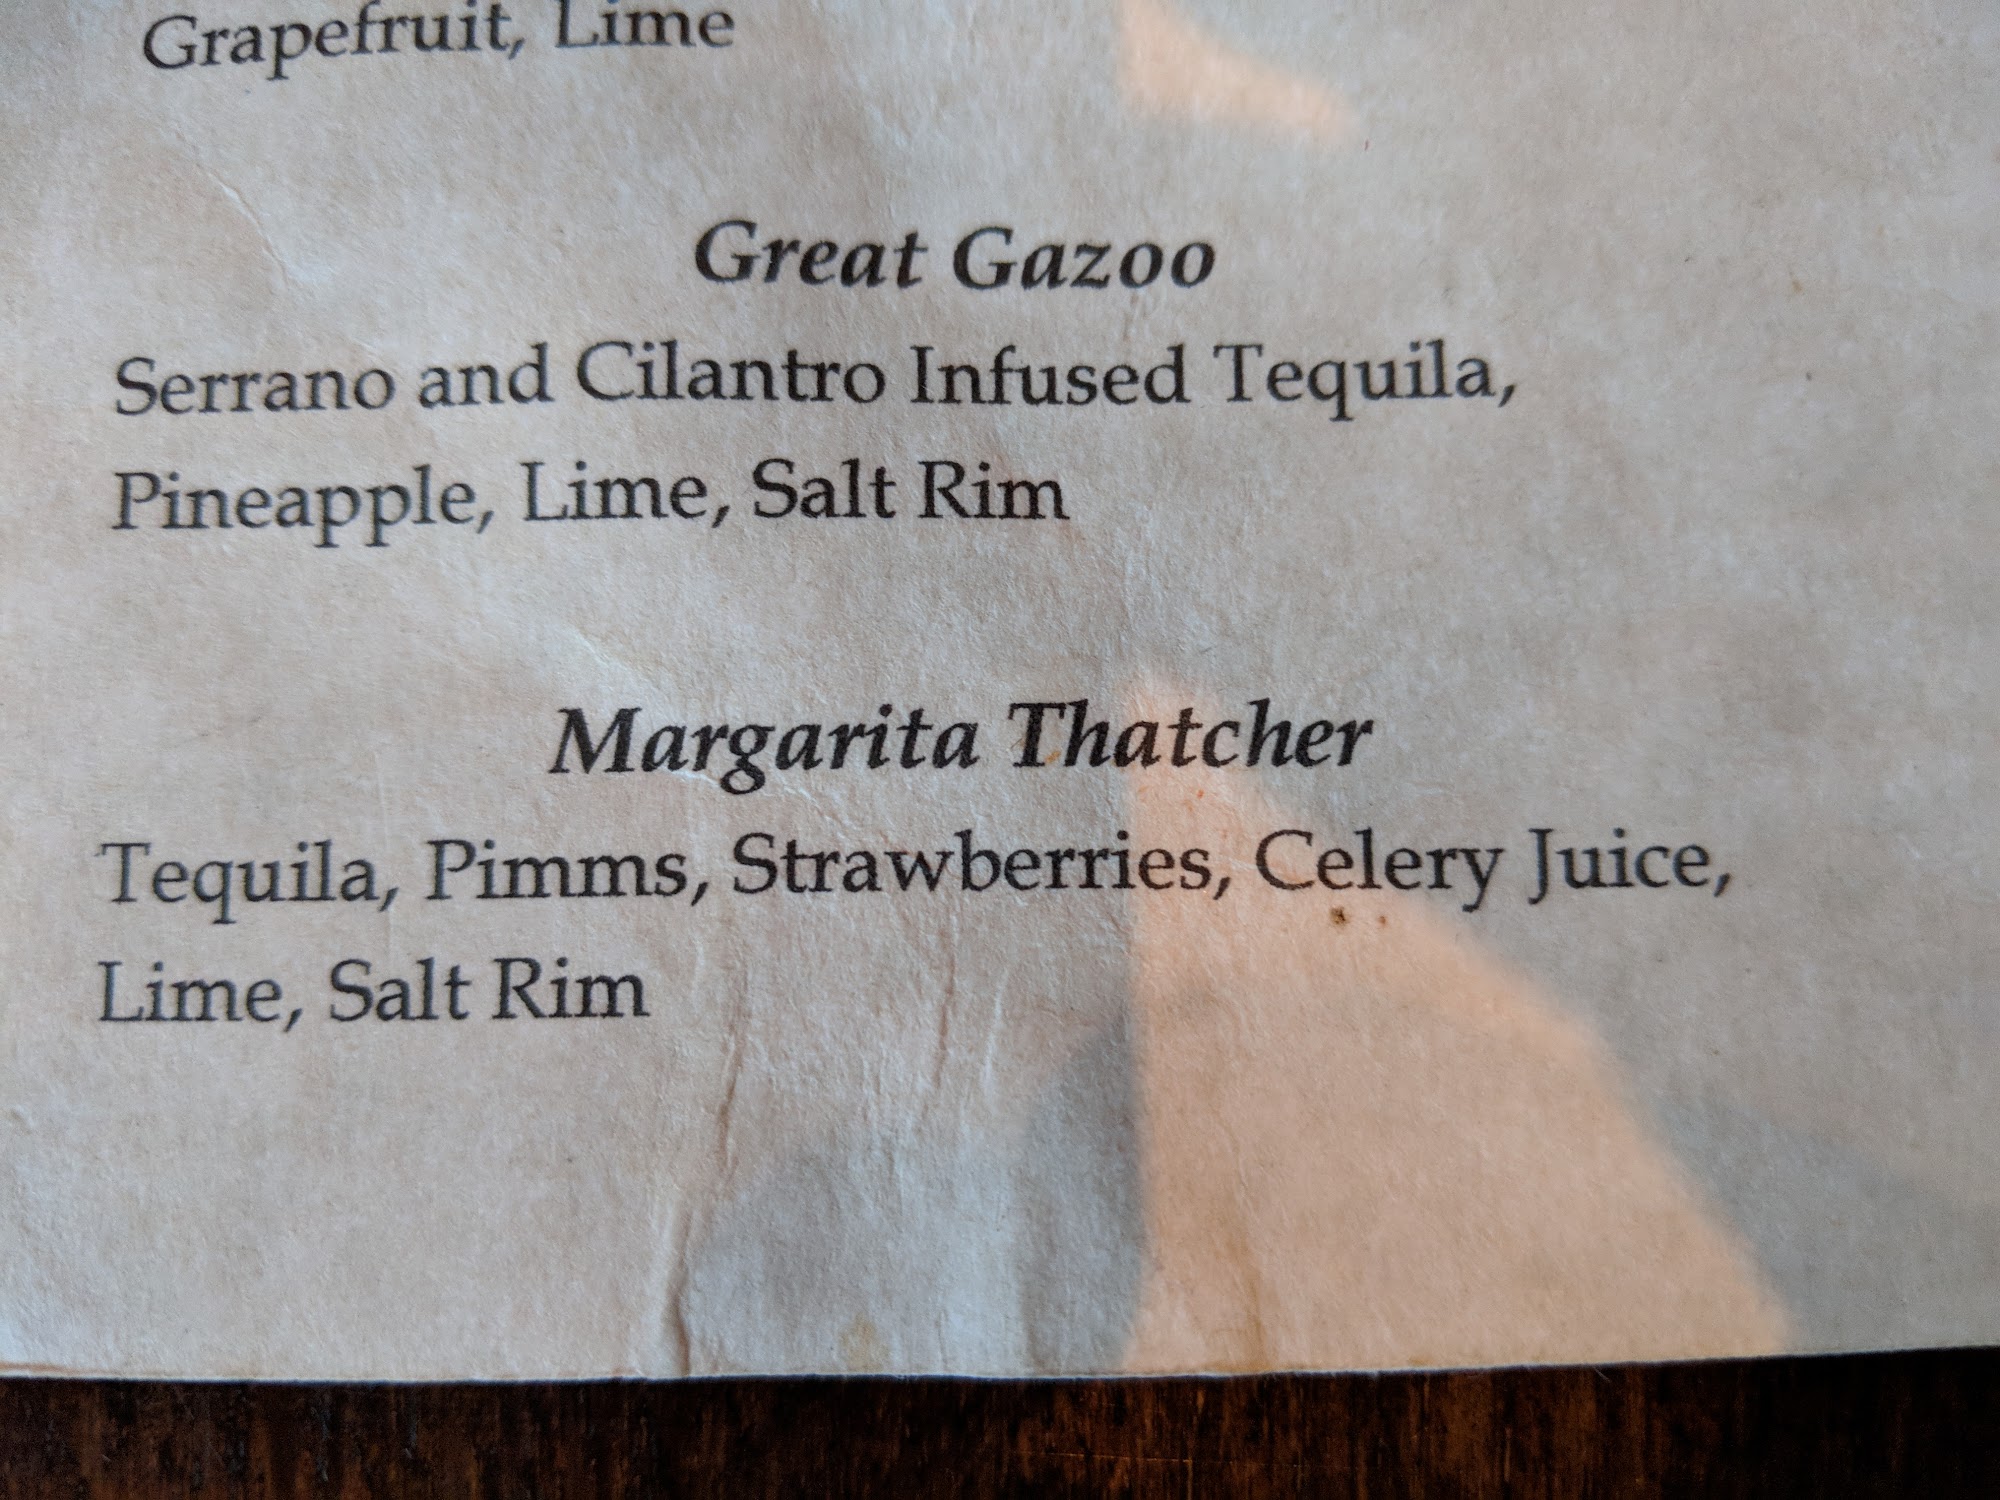 Grapefruit, Lime
Great Gazoo
Serrano and Cilantro Infused Tequila,
Pineapple, Lime, Salt Rim
Margarita Thatcher
Tequila, Pimms, Strawberries, Celery Juice,
Lime, Salt Rim